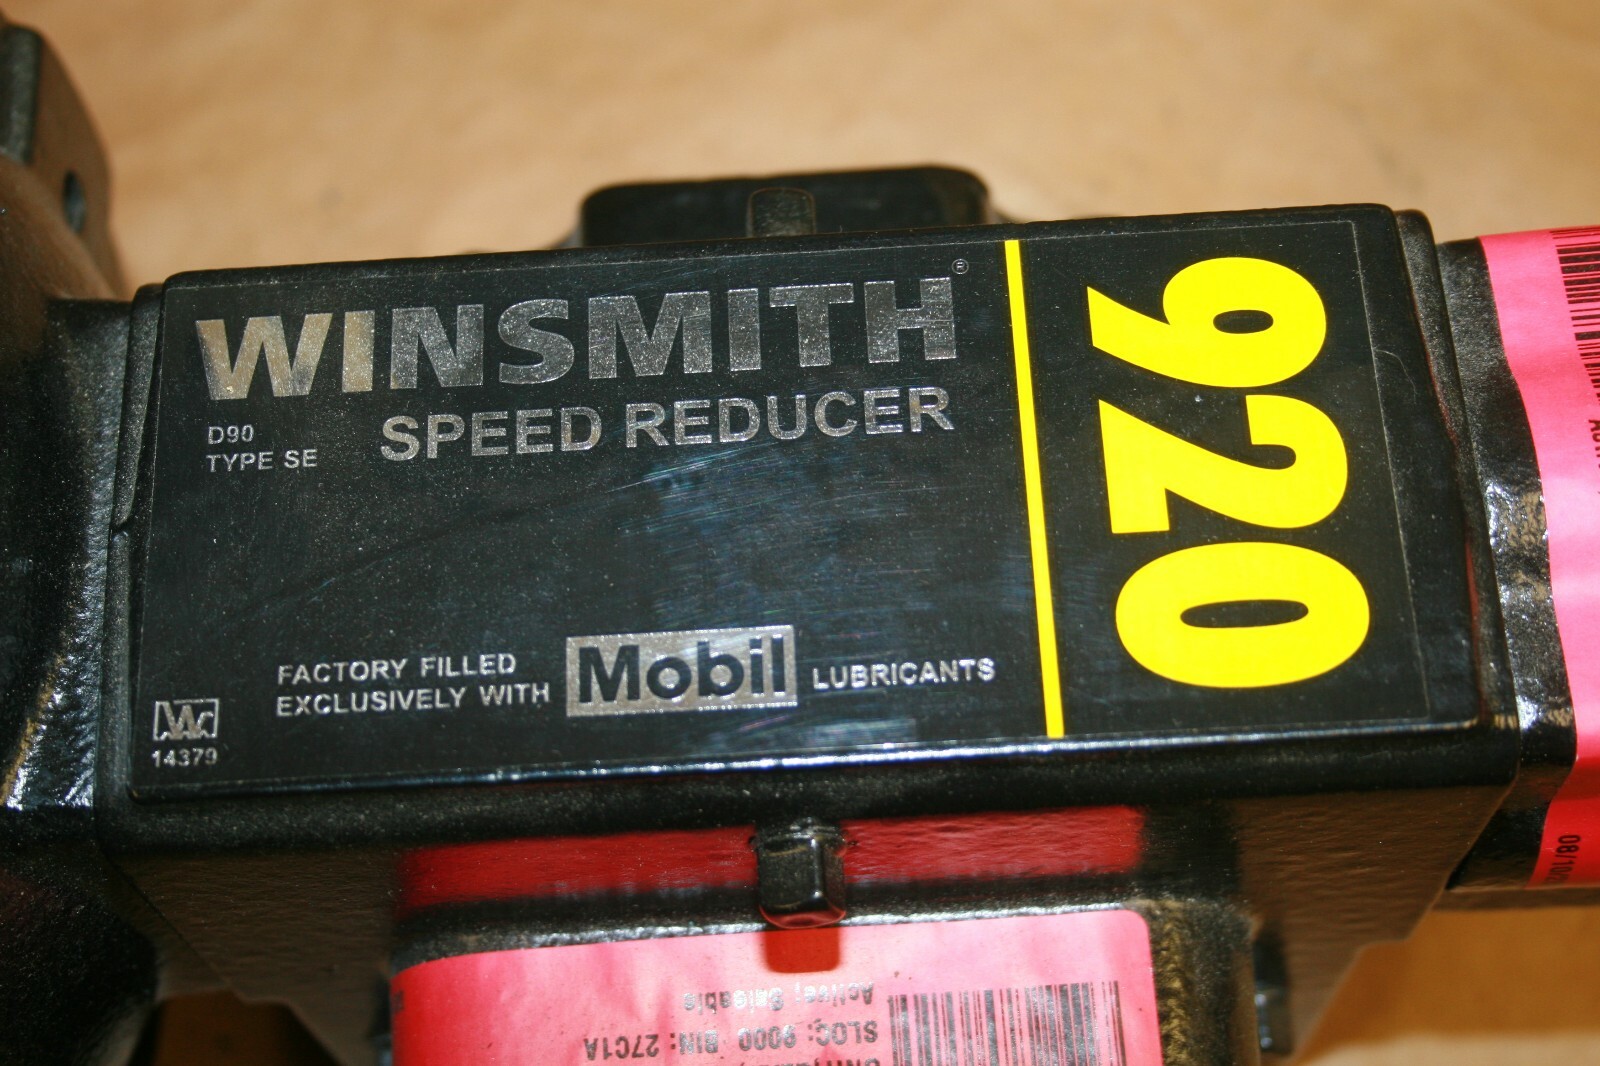 WINSMITH®
SPEED REDUCER
D90
TYPE SE
FACTORY FILLED
EXCLUSIVELY WITH
Mobil
LUBRICANTS
14379
920
Active; Saleable
SLOC: 9000 BIN: 27C1A